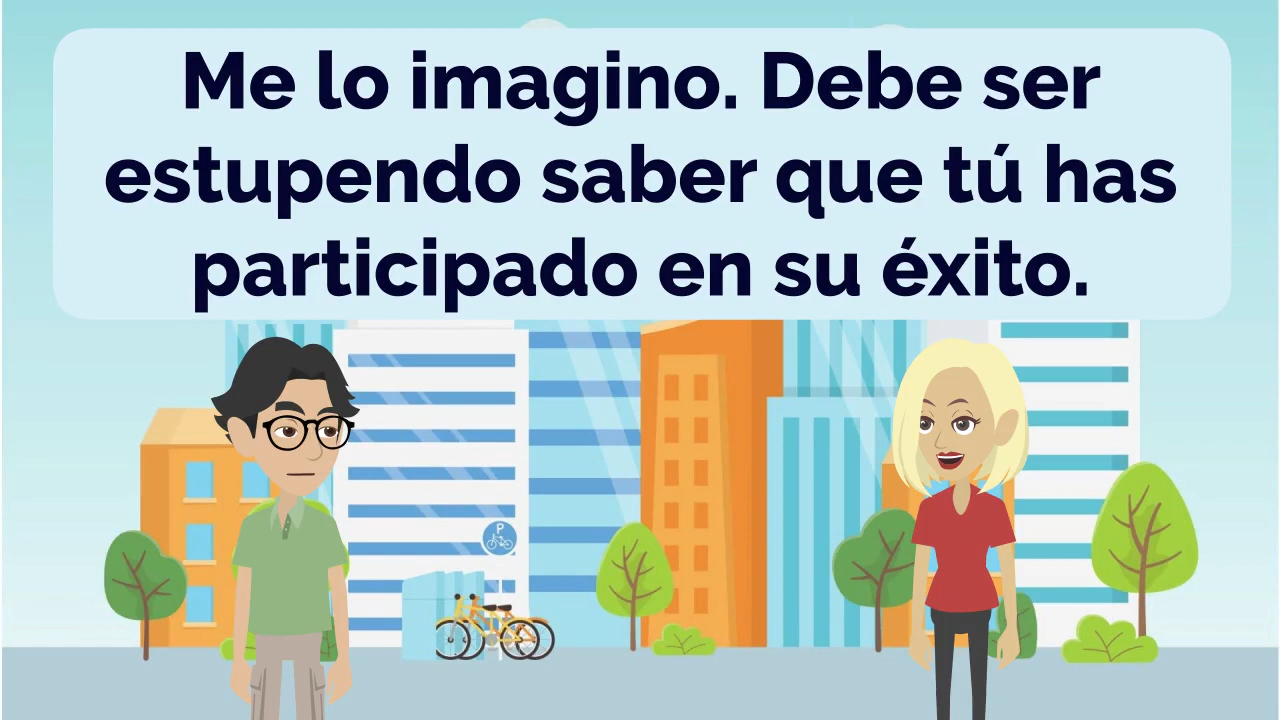 Me lo imagino. Debe ser
estupendo saber que tú has
participado en su éxito.
P